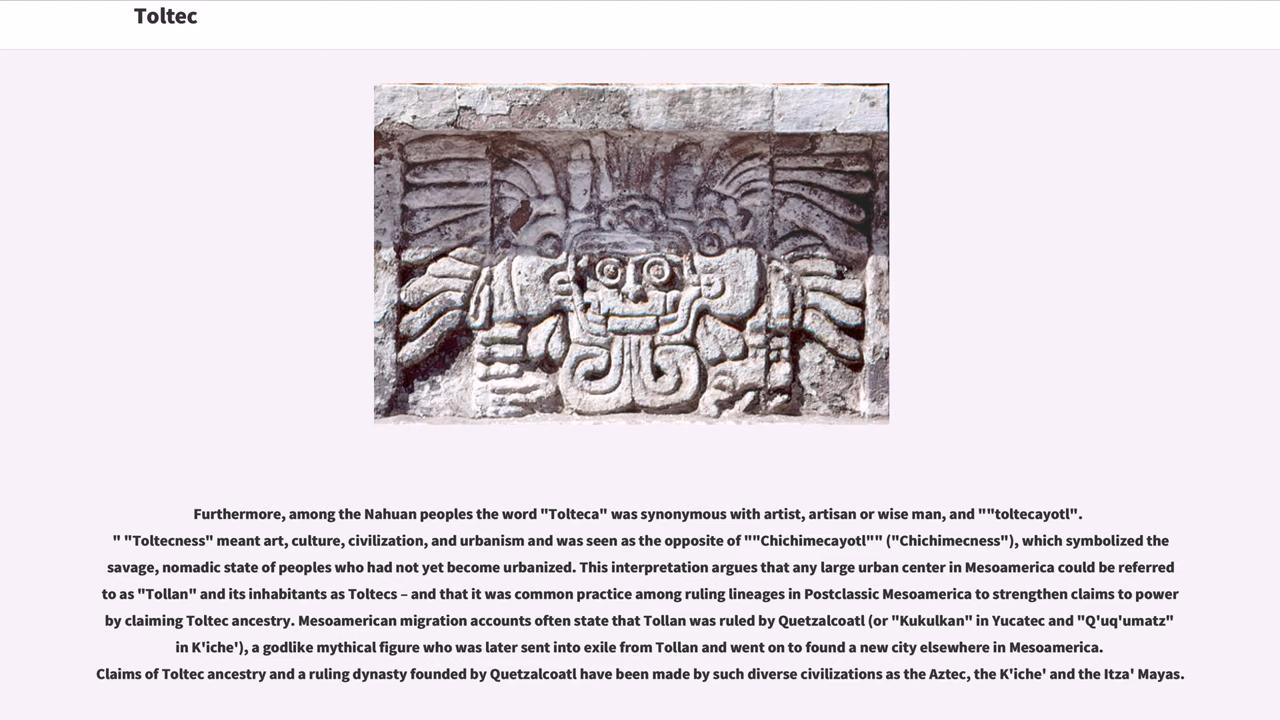 Toltec
Furthermore, among the Nahuan peoples the word "Tolteca" was synonymous with artist, artisan or wise man, and ""toltecayotl".
" "Toltecness" meant art, culture, civilization, and urbanism and was seen as the opposite of ""Chichimecayotl"" ("Chichimecness"), which symbolized the
savage, nomadic state of peoples who had not yet become urbanized. This interpretation argues that any large urban center in Mesoamerica could be referred
to as "Tollan" and its inhabitants as Toltecs – and that it was common practice among ruling lineages in Postclassic Mesoamerica to strengthen claims to power
by claiming Toltec ancestry. Mesoamerican migration accounts often state that Tollan was ruled by Quetzalcoatl (or "Kukulkan" in Yucatec and "Q'uq'umatz"
in K'iche'), a godlike mythical figure who was later sent into exile from Tollan and went on to found a new city elsewhere in Mesoamerica.
Claims of Toltec ancestry and a ruling dynasty founded by Quetzalcoatl have been made by such diverse civilizations as the Aztec, the K'iche' and the Itza' Mayas.